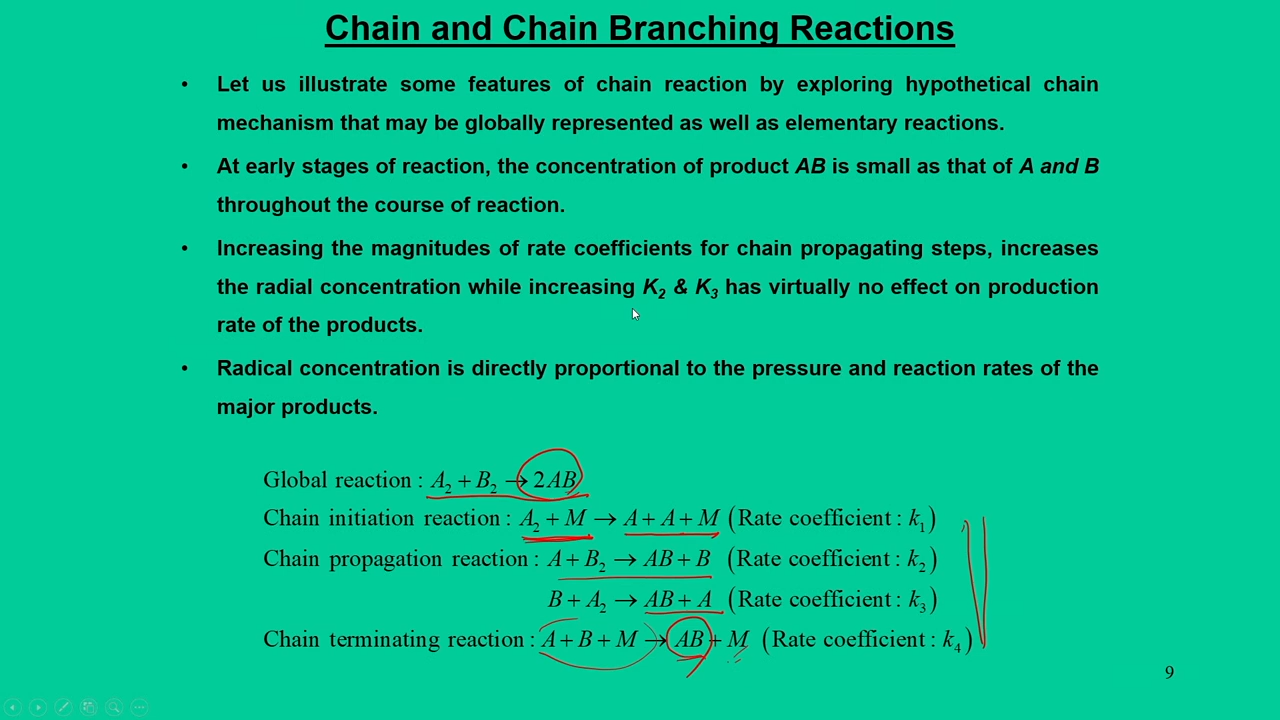 Chain and Chain Branching Reactions
• Let us illustrate some features of chain reaction by exploring hypothetical chain
mechanism that may be globally represented as well as elementary reactions.
• At early stages of reaction, the concentration of product AB is small as that of A and B
throughout the course of reaction.
• Increasing the magnitudes of rate coefficients for chain propagating steps, increases
the radial concentration while increasing K₂ & K₃ has virtually no effect on production
rate of the products.
• Radical concentration is directly proportional to the pressure and reaction rates of the
major products.
Global reaction : A₂ + B₂ → 2AB
Chain initiation reaction : A₂ + M → A + A + M (Rate coefficient : k₁)
Chain propagation reaction : A + B₂ → AB + B (Rate coefficient : k₂)
B + A₂ → AB + A (Rate coefficient : k₃)
Chain terminating reaction : A + B + M → AB + M (Rate coefficient : k₄)
9